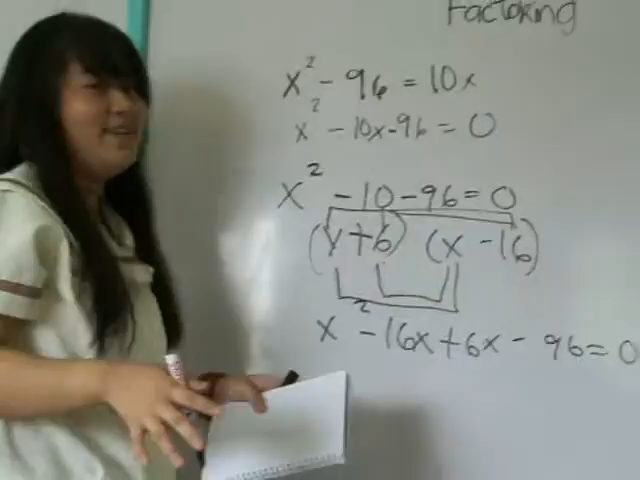 Factoring
x² - 96 = 10x
x² - 10x - 96 = 0
x² - 10 - 96 = 0
(x + 6) (x - 16)
x² - 16x + 6x - 96 = 0